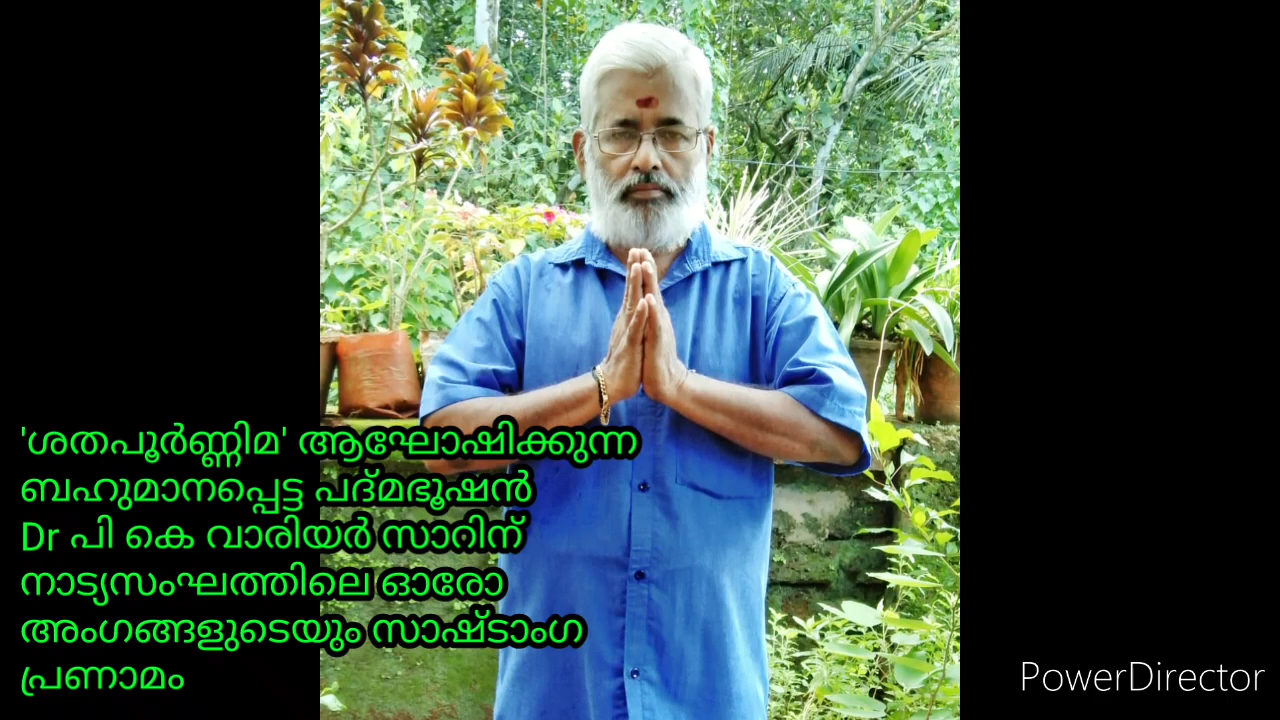 'ശതപൂർണ്ണിമ' ആഘോഷിക്കുന്ന
ബഹുമാനപ്പെട്ട പദ്മഭൂഷൻ
Dr പി കെ വാരിയർ സാറിന്
നാട്യസംഘത്തിലെ ഓരോ
അംഗങ്ങളുടെയൂം സാഷ്ടാംഗ
പ്രണാമം
PowerDirector